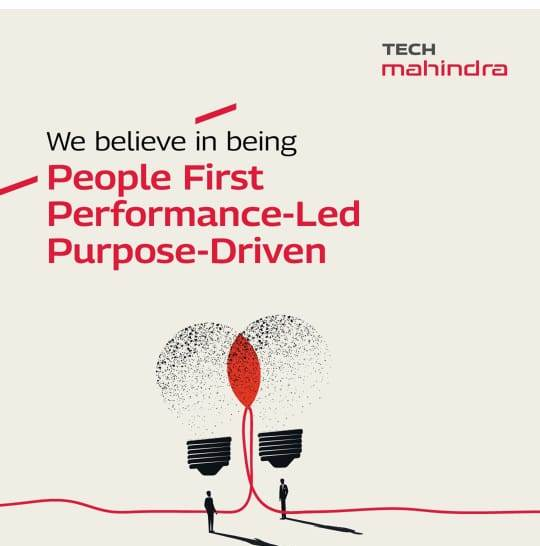 TECH
mahindra
We believe in being
People First
Performance-Led
Purpose-Driven